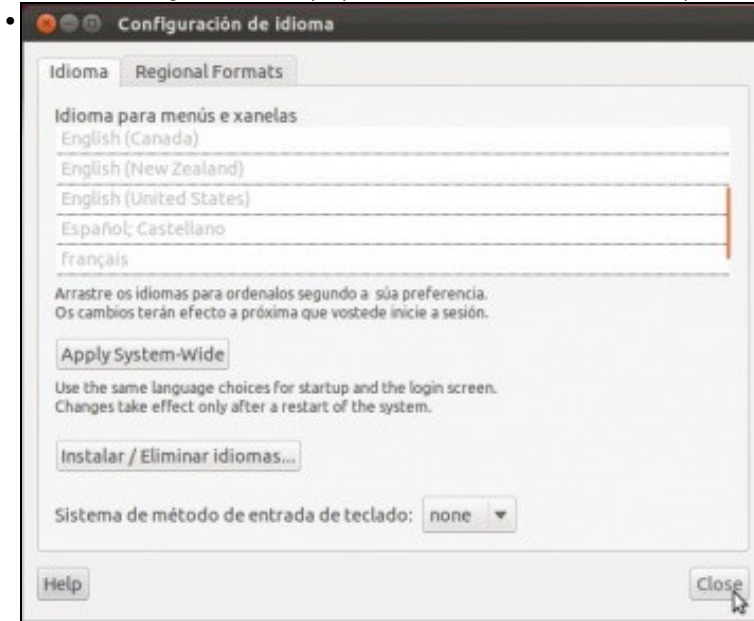 Configuración de idioma
Idioma Regional Formats
Idioma para menús e xanelas
English (Canada)
English (New Zealand)
English (United States)
Español; Castellano
français
Arrastre os idiomas para ordenalos segundo a súa preferencia.
Os cambios terán efecto a próxima que vostede inicie a sesión.
Apply System-Wide
Use the same language choices for startup and the login screen.
Changes take effect only after a restart of the system.
Instalar / Eliminar idiomas...
Sistema de método de entrada de teclado: none
Help Close